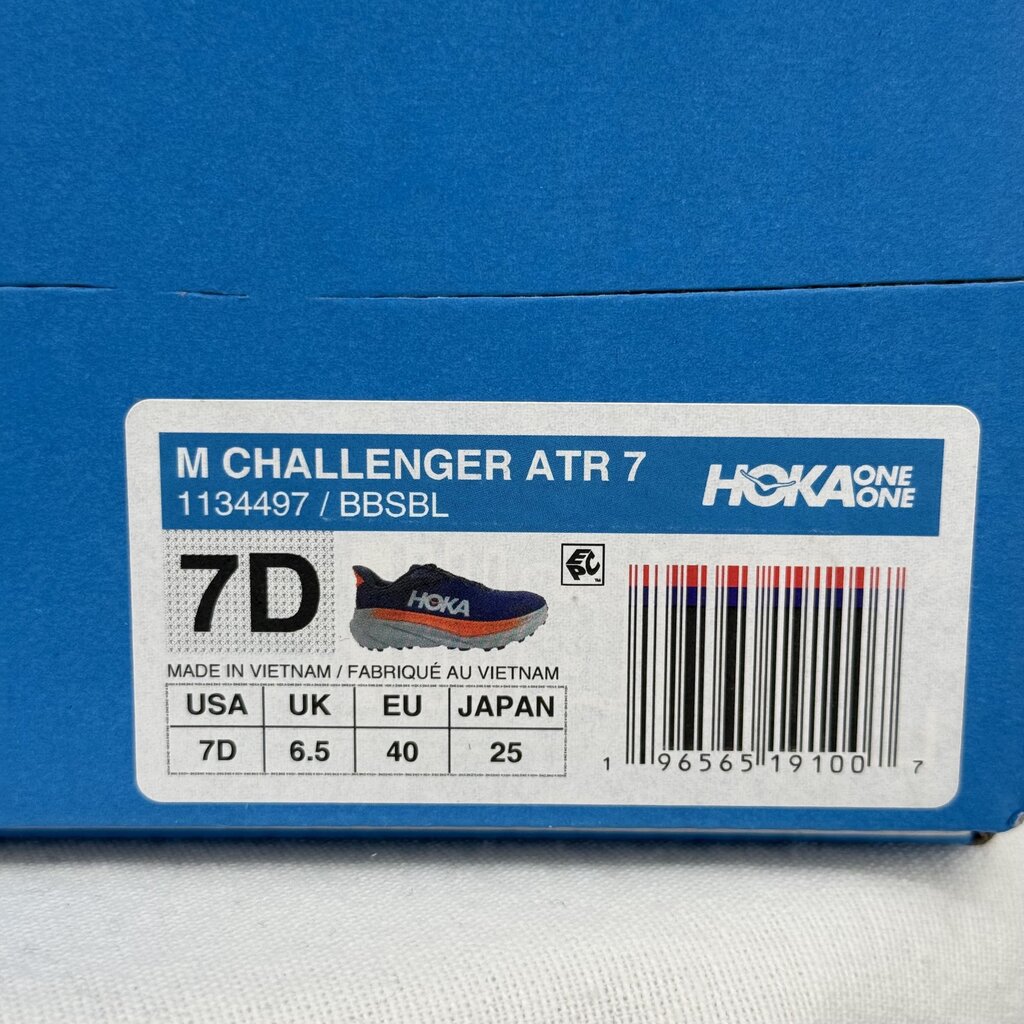 M CHALLENGER ATR 7
1134497 / BBSBL
HOKA ONE ONE
7D
HOKA
EPC™
MADE IN VIETNAM / FABRIQUÉ AU VIETNAM
USA UK EU JAPAN
7D 6.5 40 25
1 96565 19100 7